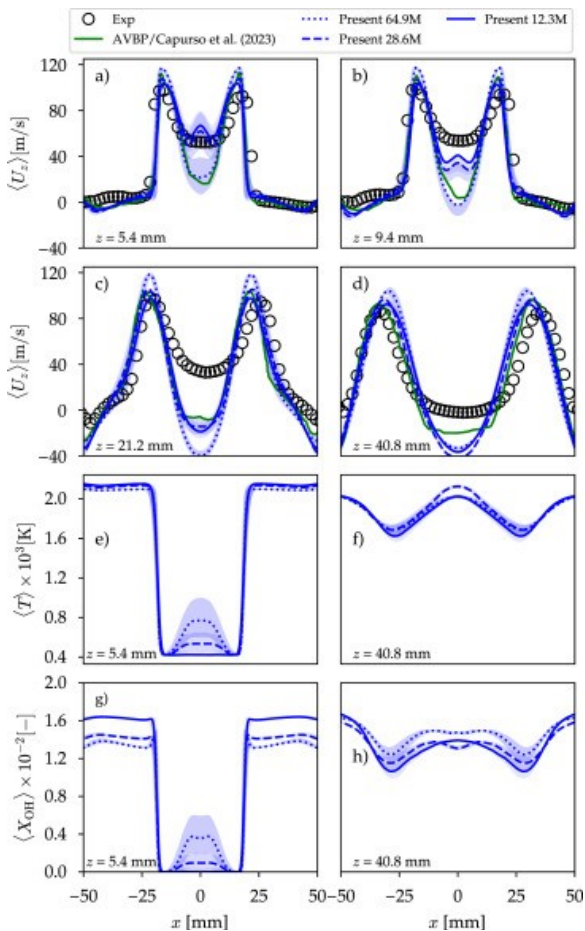 Exp Present 64.9M Present 12.3M
AVBP/Capurso et al. (2023) Present 28.6M
120
80
40
0
−40
⟨U_z⟩[m/s]
a)
z = 5.4 mm
b)
z = 9.4 mm
120
80
40
0
−40
⟨U_z⟩[m/s]
c)
z = 21.2 mm
d)
z = 40.8 mm
2.0
1.6
1.2
0.8
0.4
⟨T⟩ × 10³[K]
e)
z = 5.4 mm
f)
z = 40.8 mm
2.0
1.6
1.2
0.8
0.4
0.0
⟨X_OH⟩ × 10⁻²[−]
g)
z = 5.4 mm
h)
z = 40.8 mm
−50 −25 0 25 50 −25 0 25 50
x [mm] x [mm]